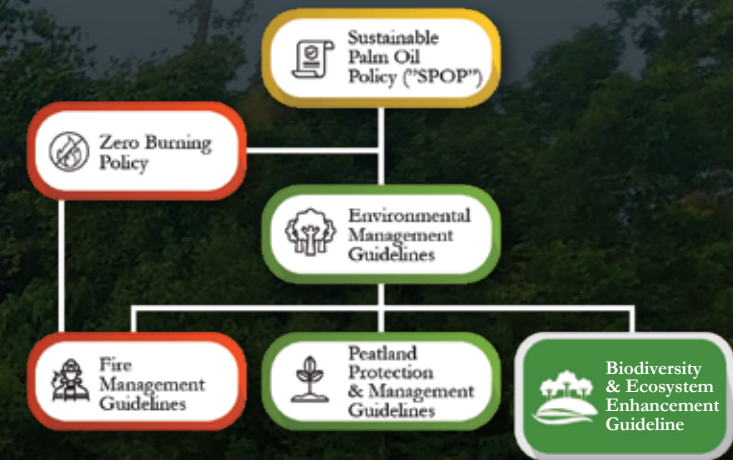 Sustainable
Palm Oil
Policy ("SPOP")
Zero Burning
Policy
Environmental
Management
Guidelines
Fire
Management
Guidelines
Peatland
Protection
& Management
Guidelines
Biodiversity
& Ecosystem
Enhancement
Guideline